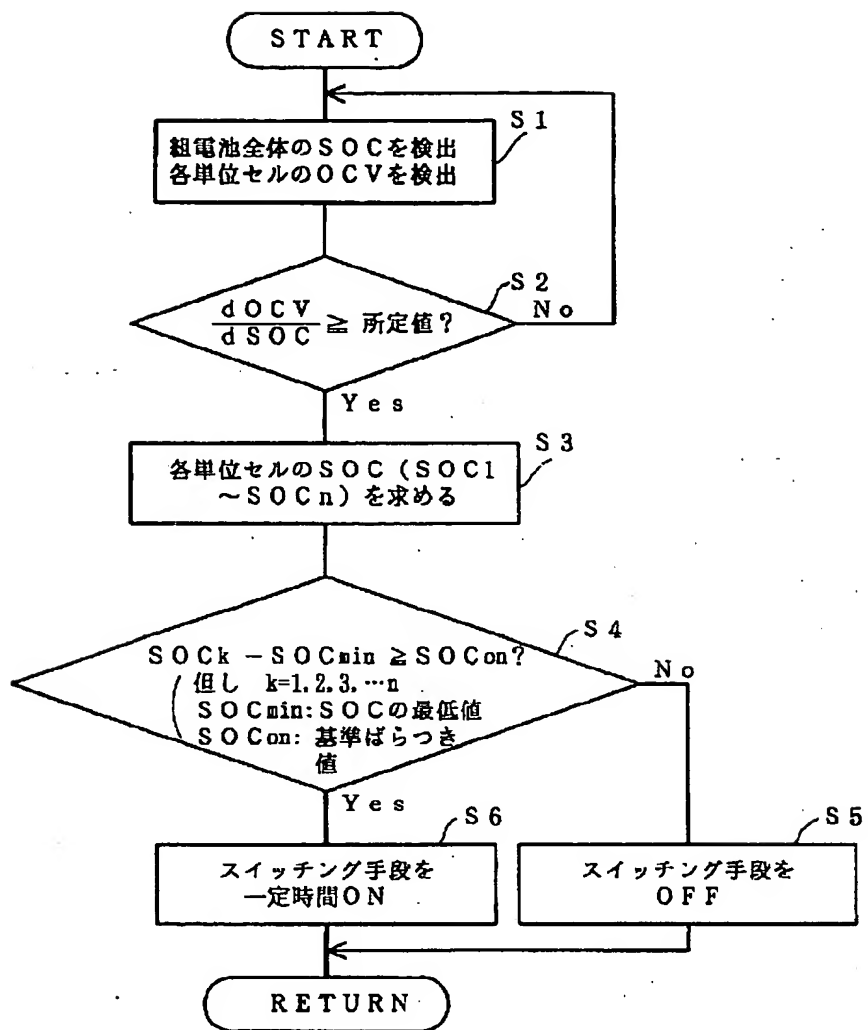 START
S1
組電池全体のSOCを検出
各単位セルのOCVを検出
S2
dOCV
dSOC
≧ 所定値?
No
Yes
S3
各単位セルのSOC(SOC1
~SOCn)を求める
S4
SOCk-SOCmin≧SOCon?
但し k=1.2.3.…n
SOCmin:SOCの最低値
SOCon:基準ばらつき
値
No
Yes
S6
スイッチング手段を
一定時間ON
S5
スイッチング手段を
OFF
RETURN